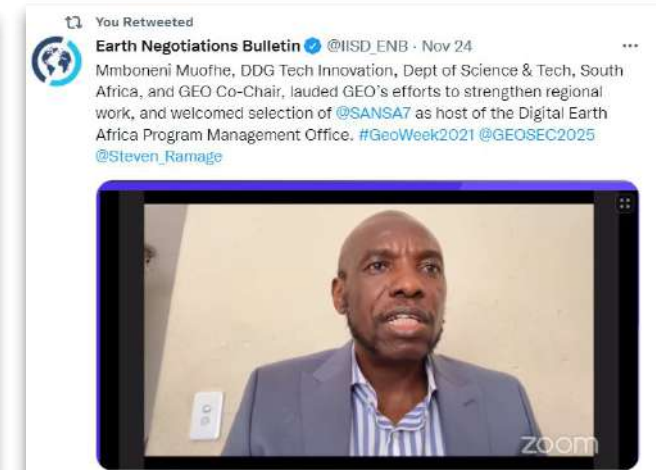 You Retweeted
Earth Negotiations Bulletin @IISD_ENB · Nov 24
Mmboneni Muofhe, DDG Tech Innovation, Dept of Science & Tech, South
Africa, and GEO Co-Chair, lauded GEO's efforts to strengthen regional
work, and welcomed selection of @SANSA7 as host of the Digital Earth
Africa Program Management Office. #GeoWeek2021 @GEOSEC2025
@Steven_Ramage
zoom